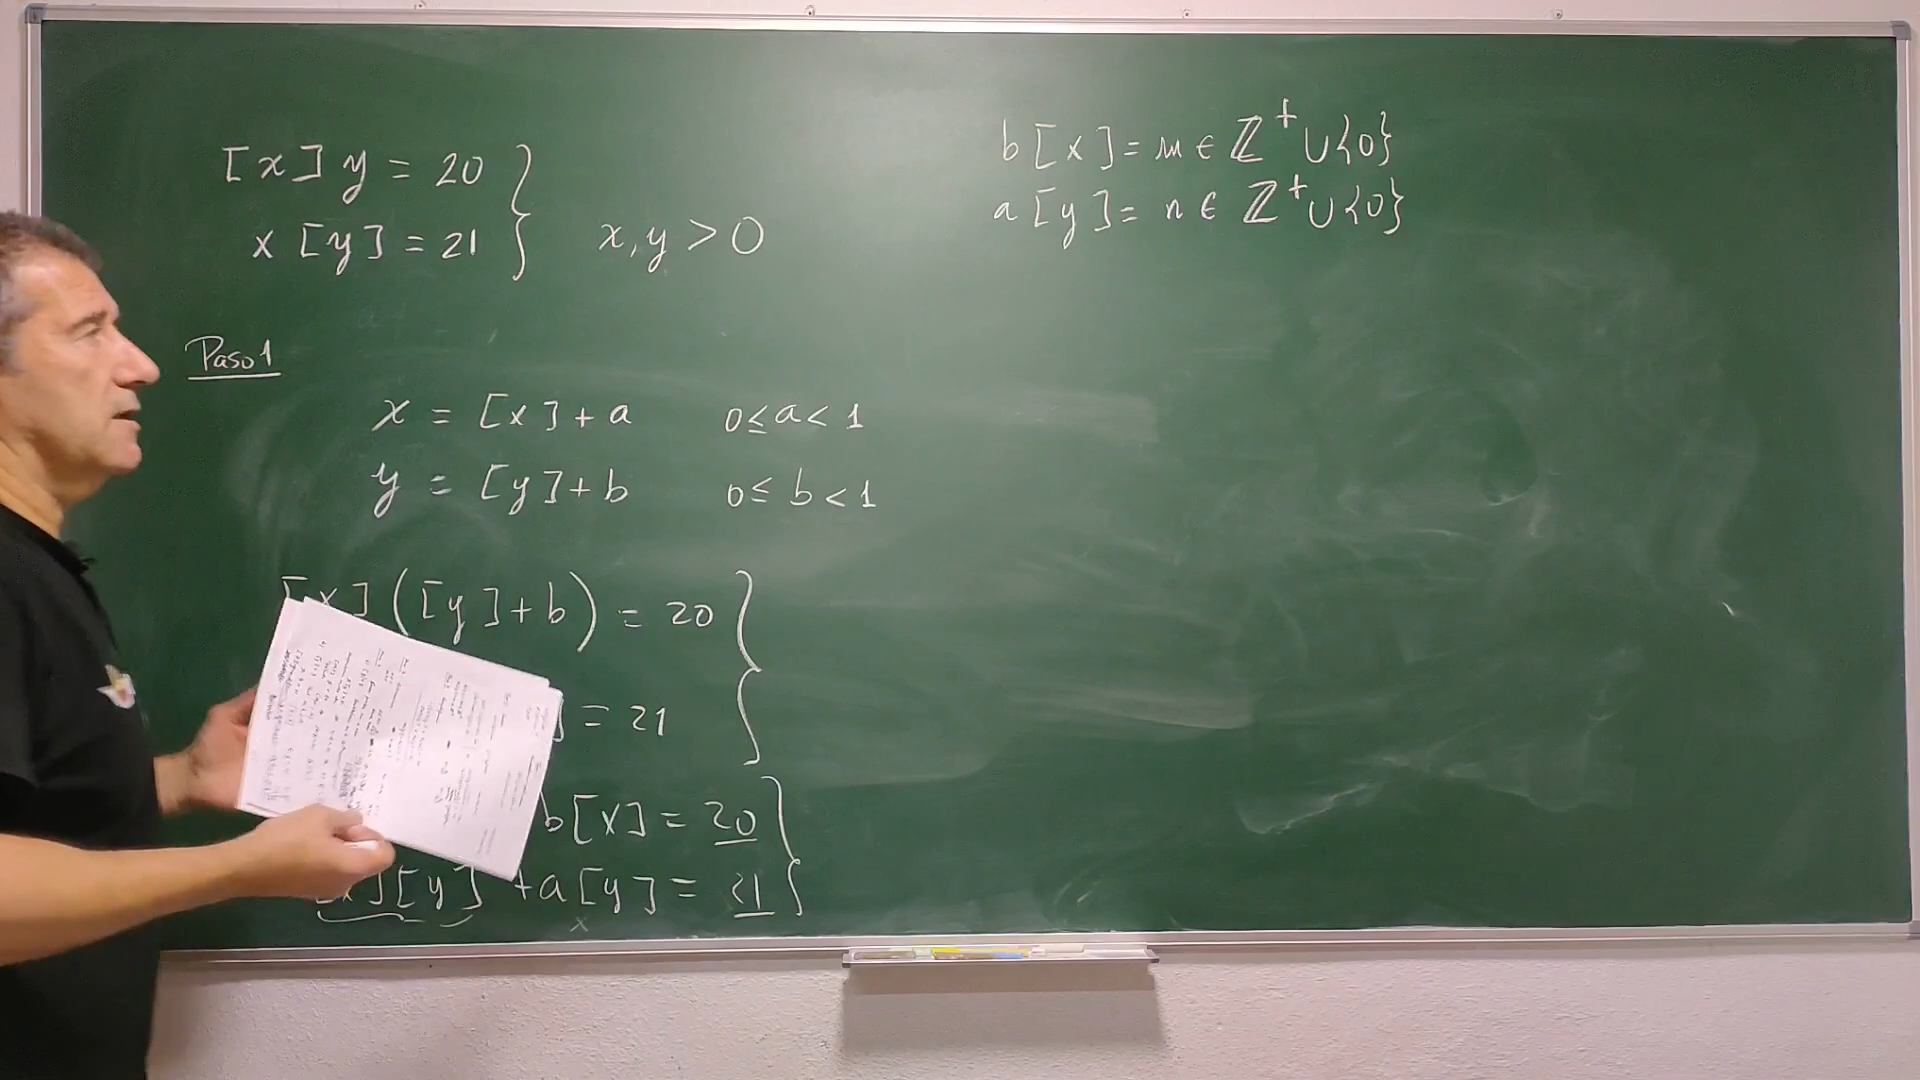 [x] y = 20
x [y] = 21 } x, y > 0
Paso 1
x = [x] + a 0 ≤ a < 1
y = [y] + b 0 ≤ b < 1
[x] ([y] + b) = 20
] = 21
b[x] = 20
x][y] + a[y] = 21
x
b[x] = m ∈ ℤ⁺ ∪ {0}
a[y] = n ∈ ℤ⁺ ∪ {0}